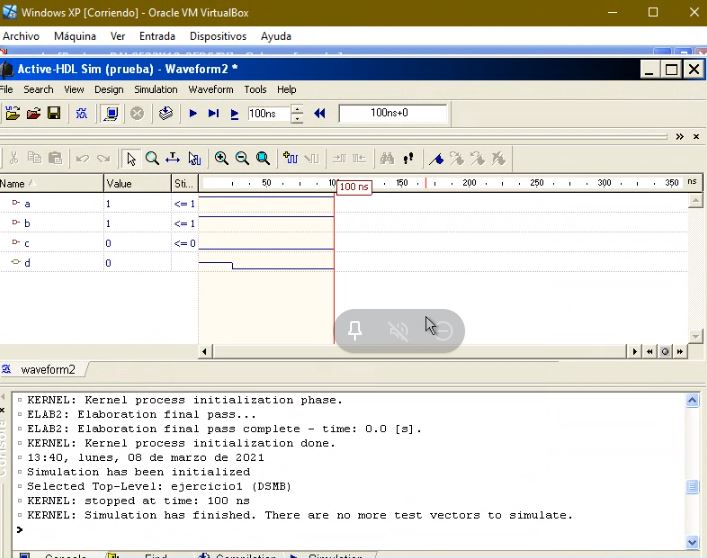 Windows XP [Corriendo] - Oracle VM VirtualBox
Archivo Máquina Ver Entrada Dispositivos Ayuda
Active-HDL Sim (prueba) - Waveform2 *
File Search View Design Simulation Waveform Tools Help
100ns 100ns+0
Name Value Sti... 50 100 150 200 250 300 350 ns
100 ns
a 1 <= 1
b 1 <= 1
c 0 <= 0
d 0
waveform2
KERNEL: Kernel process initialization phase.
ELAB2: Elaboration final pass...
ELAB2: Elaboration final pass complete - time: 0.0 [s].
KERNEL: Kernel process initialization done.
13:40, lunes, 08 de marzo de 2021
Simulation has been initialized
Selected Top-Level: ejercicio1 (DSMB)
KERNEL: stopped at time: 100 ns
KERNEL: Simulation has finished. There are no more test vectors to simulate.
>
Console Find Compilation Simulation